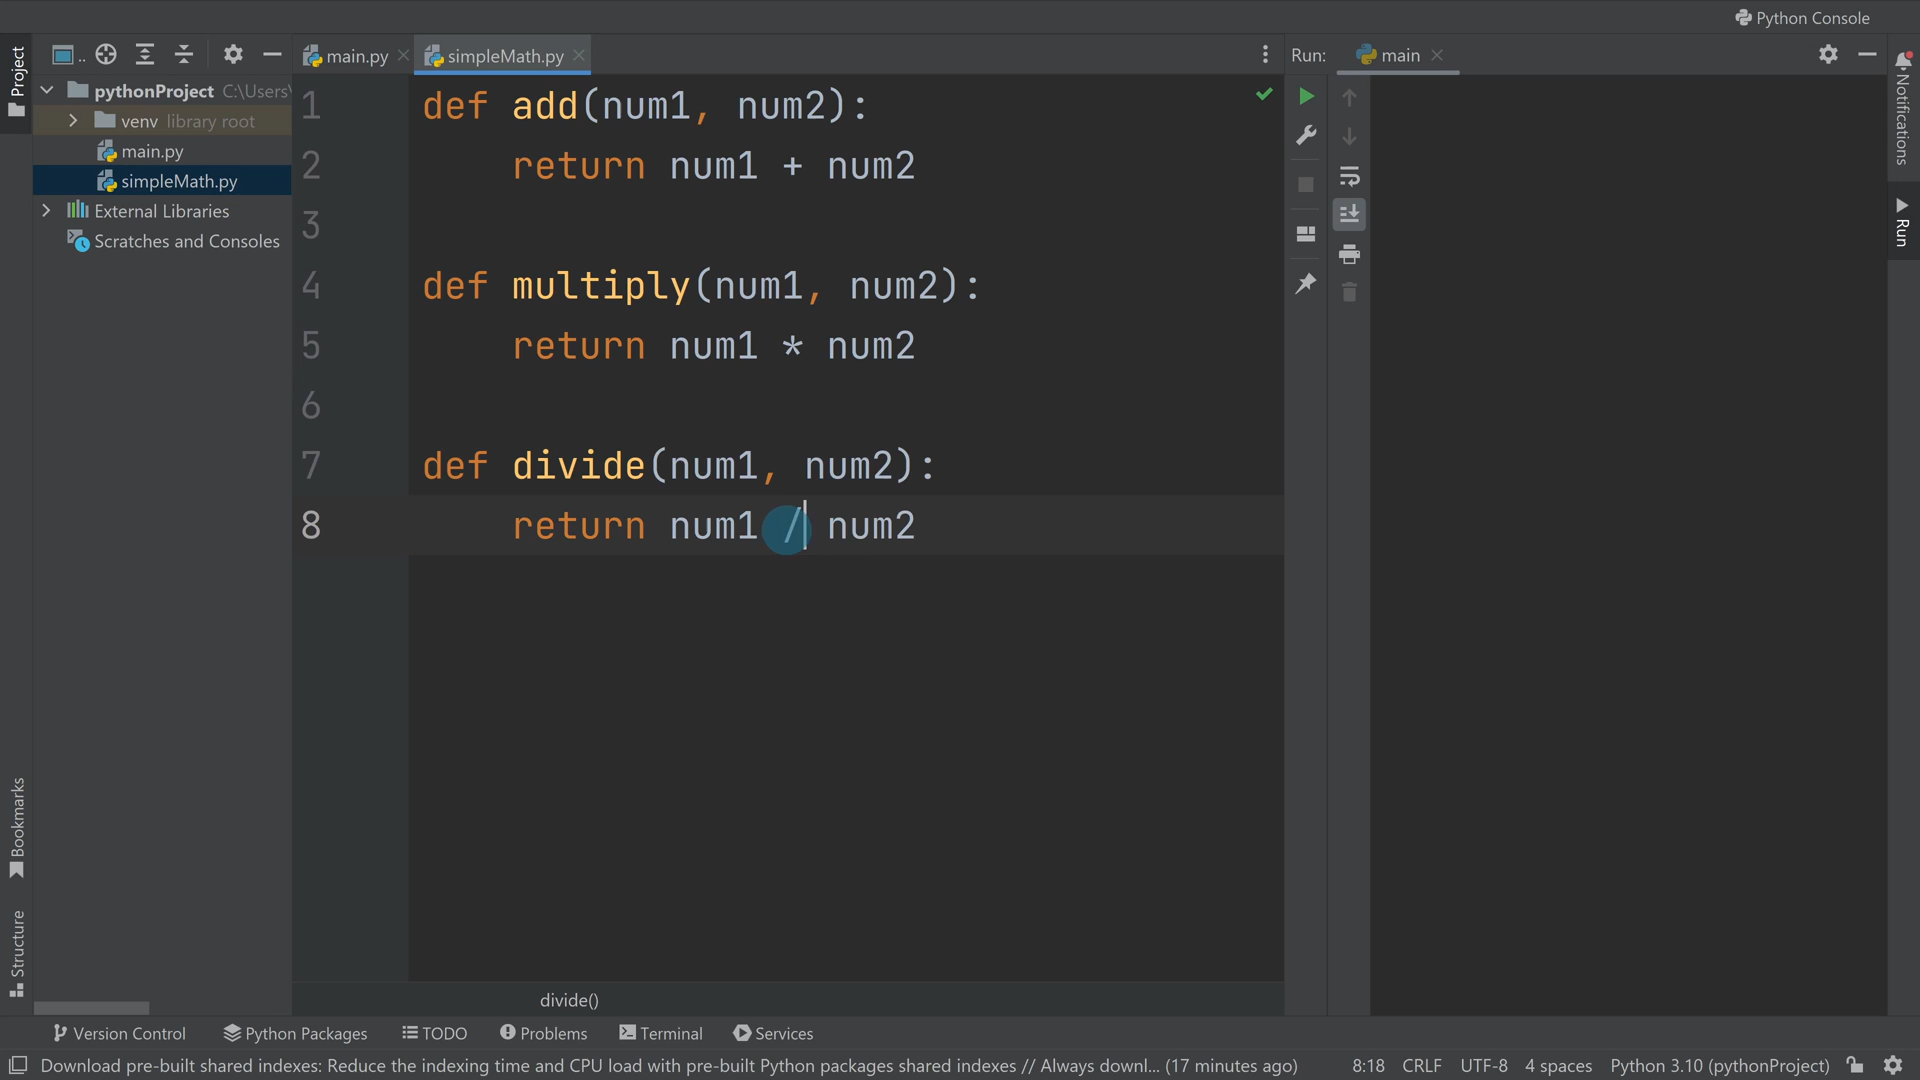 Python Console
Project
..
main.py
simpleMath.py
Run:
main
Notifications
Run
pythonProject C:\Users\
venv library root
main.py
simpleMath.py
External Libraries
Scratches and Consoles
1 def add(num1, num2):
2 return num1 + num2
3
4 def multiply(num1, num2):
5 return num1 * num2
6
7 def divide(num1, num2):
8 return num1 / num2
Bookmarks
Structure
divide()
Version Control
Python Packages
TODO
Problems
Terminal
Services
Download pre-built shared indexes: Reduce the indexing time and CPU load with pre-built Python packages shared indexes // Always downl... (17 minutes ago)
8:18 CRLF UTF-8 4 spaces Python 3.10 (pythonProject)